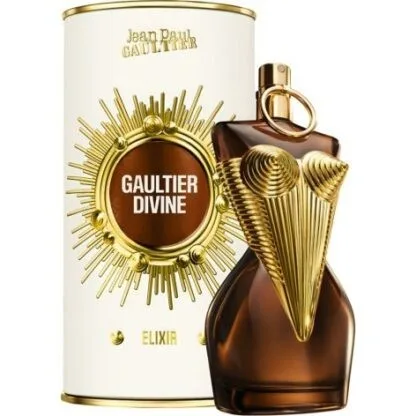 Jean Paul
GAULTIER
GAULTIER
DIVINE
ELIXIR